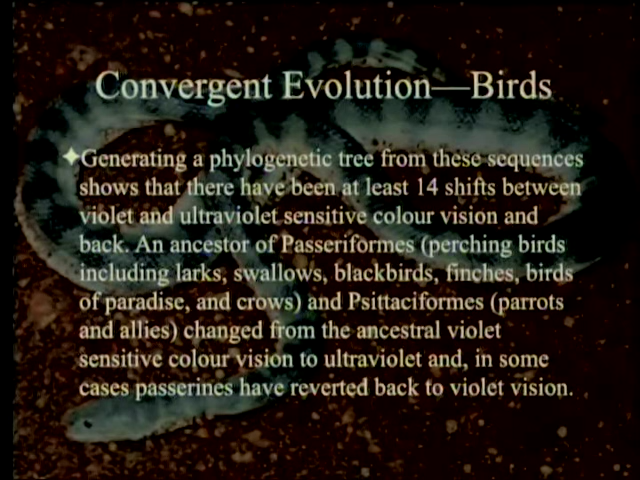 Convergent Evolution—Birds
✦Generating a phylogenetic tree from these sequences
shows that there have been at least 14 shifts between
violet and ultraviolet sensitive colour vision and
back. An ancestor of Passeriformes (perching birds
including larks, swallows, blackbirds, finches, birds
of paradise, and crows) and Psittaciformes (parrots
and allies) changed from the ancestral violet
sensitive colour vision to ultraviolet and, in some
cases passerines have reverted back to violet vision.